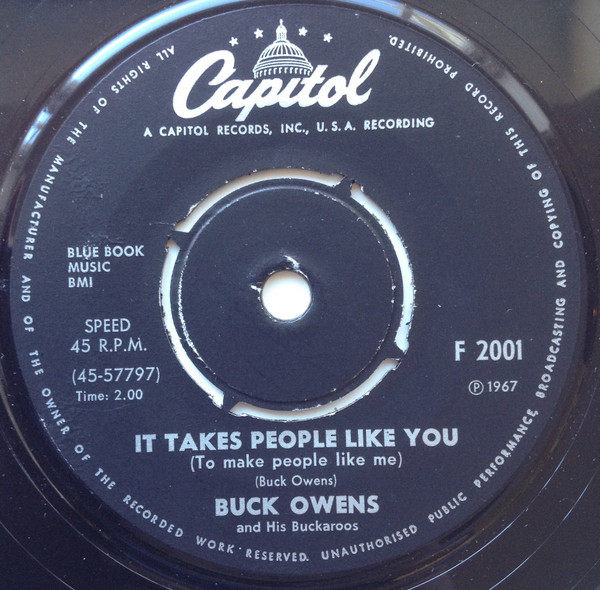 Capitol
A CAPITOL RECORDS, INC., U.S.A. RECORDING
BLUE BOOK
MUSIC
BMI
SPEED
45 R.P.M.
(45-57797)
Time: 2.00
F 2001
Ⓟ 1967
IT TAKES PEOPLE LIKE YOU
(To make people like me)
(Buck Owens)
BUCK OWENS
and His Buckaroos
ALL RIGHTS OF THE MANUFACTURER AND OF THE OWNER OF THE RECORDED WORK RESERVED. UNAUTHORISED PUBLIC PERFORMANCE, BROADCASTING AND COPYING OF THIS RECORD PROHIBITED.